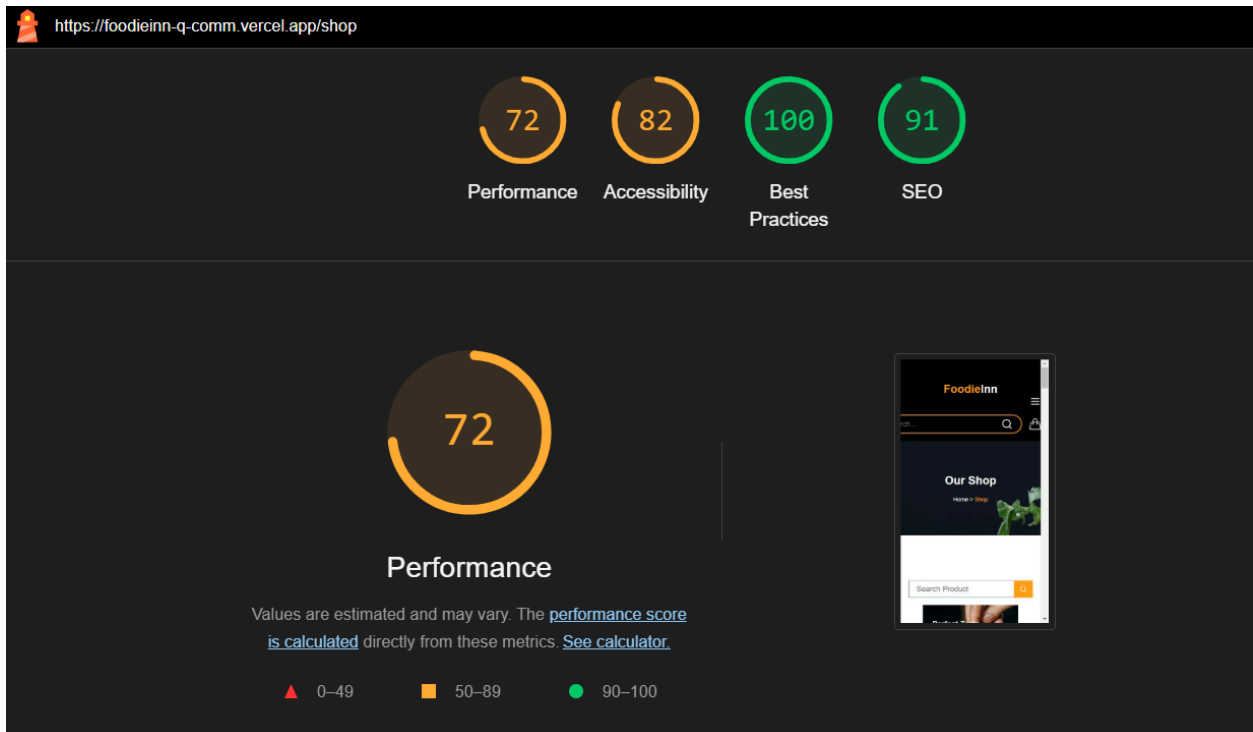 https://foodieinn-q-comm.vercel.app/shop
72
82
100
91
Performance
Accessibility
Best
Practices
SEO
72
Performance
Values are estimated and may vary. The performance score
is calculated directly from these metrics. See calculator.
0–49
50–89
90–100
FoodieInn
Our Shop
Home > Shop
Search Product